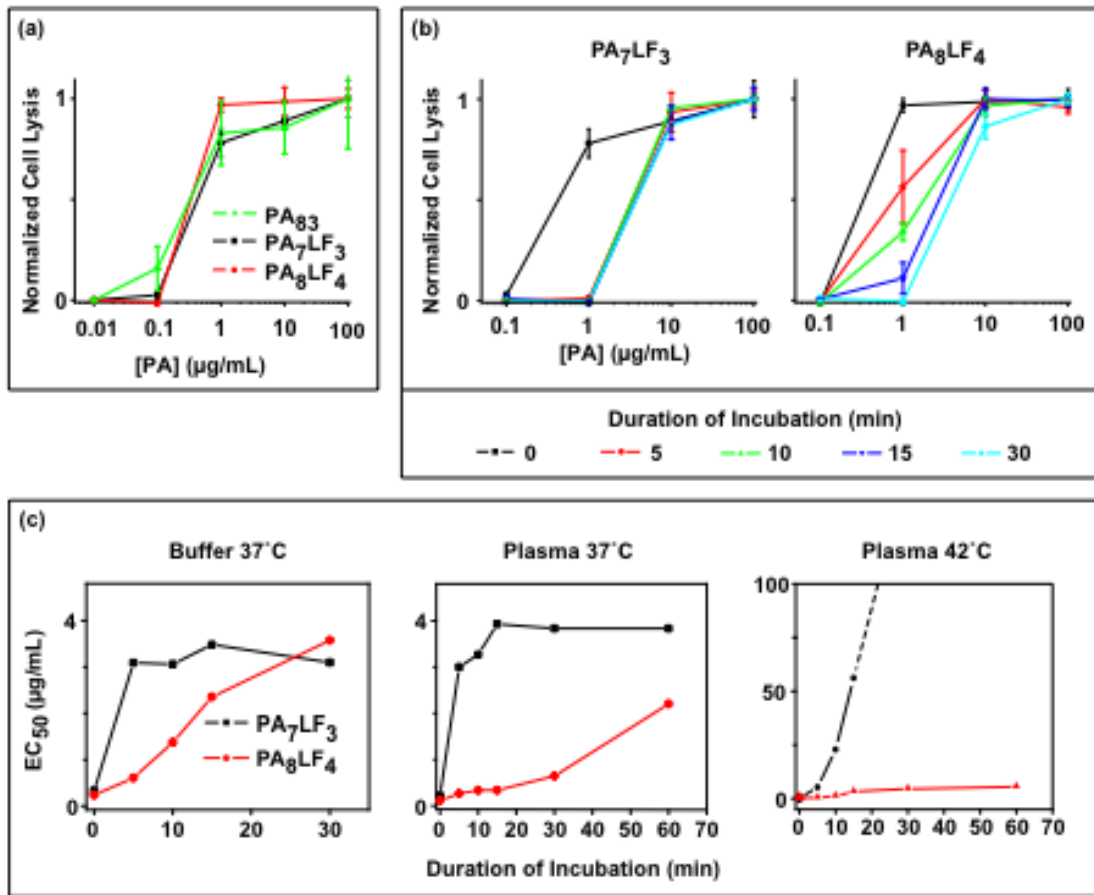 (a)
Normalized Cell Lysis
1
0
PA83
PA7LF3
PA8LF4
0.01 0.1 1 10 100
[PA] (µg/mL)
(b)
PA7LF3 PA8LF4
Normalized Cell Lysis
1
0
0.1 1 10 100 0.1 1 10 100
[PA] (µg/mL)
Duration of Incubation (min)
0 5 10 15 30
(c)
Buffer 37˚C Plasma 37˚C Plasma 42˚C
EC50 (µg/mL)
4 4 100
50
PA7LF3
PA8LF4
0 0 0
0 10 20 30 0 10 20 30 40 50 60 70 0 10 20 30 40 50 60 70
Duration of Incubation (min)